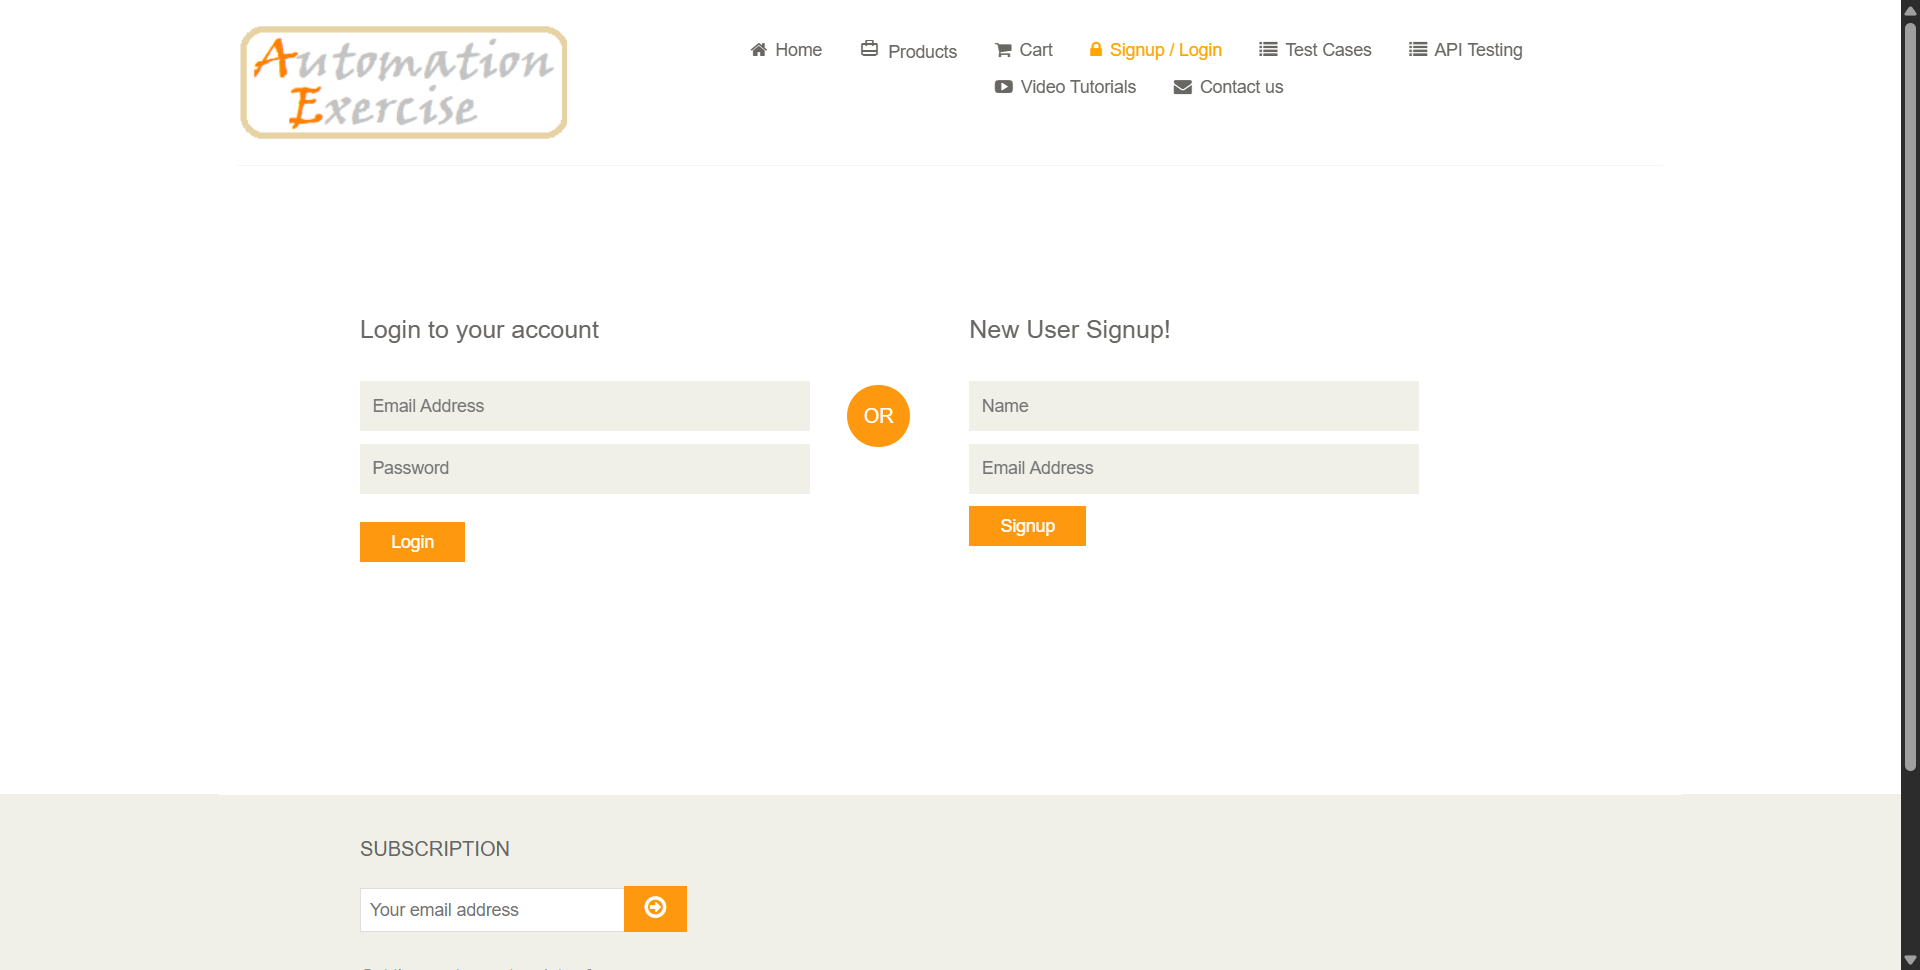 Automation
Exercise
Home
Products
Cart
Signup / Login
Test Cases
API Testing
Video Tutorials
Contact us
Login to your account
Email Address
Password
Login
OR
New User Signup!
Name
Email Address
Signup
SUBSCRIPTION
Your email address